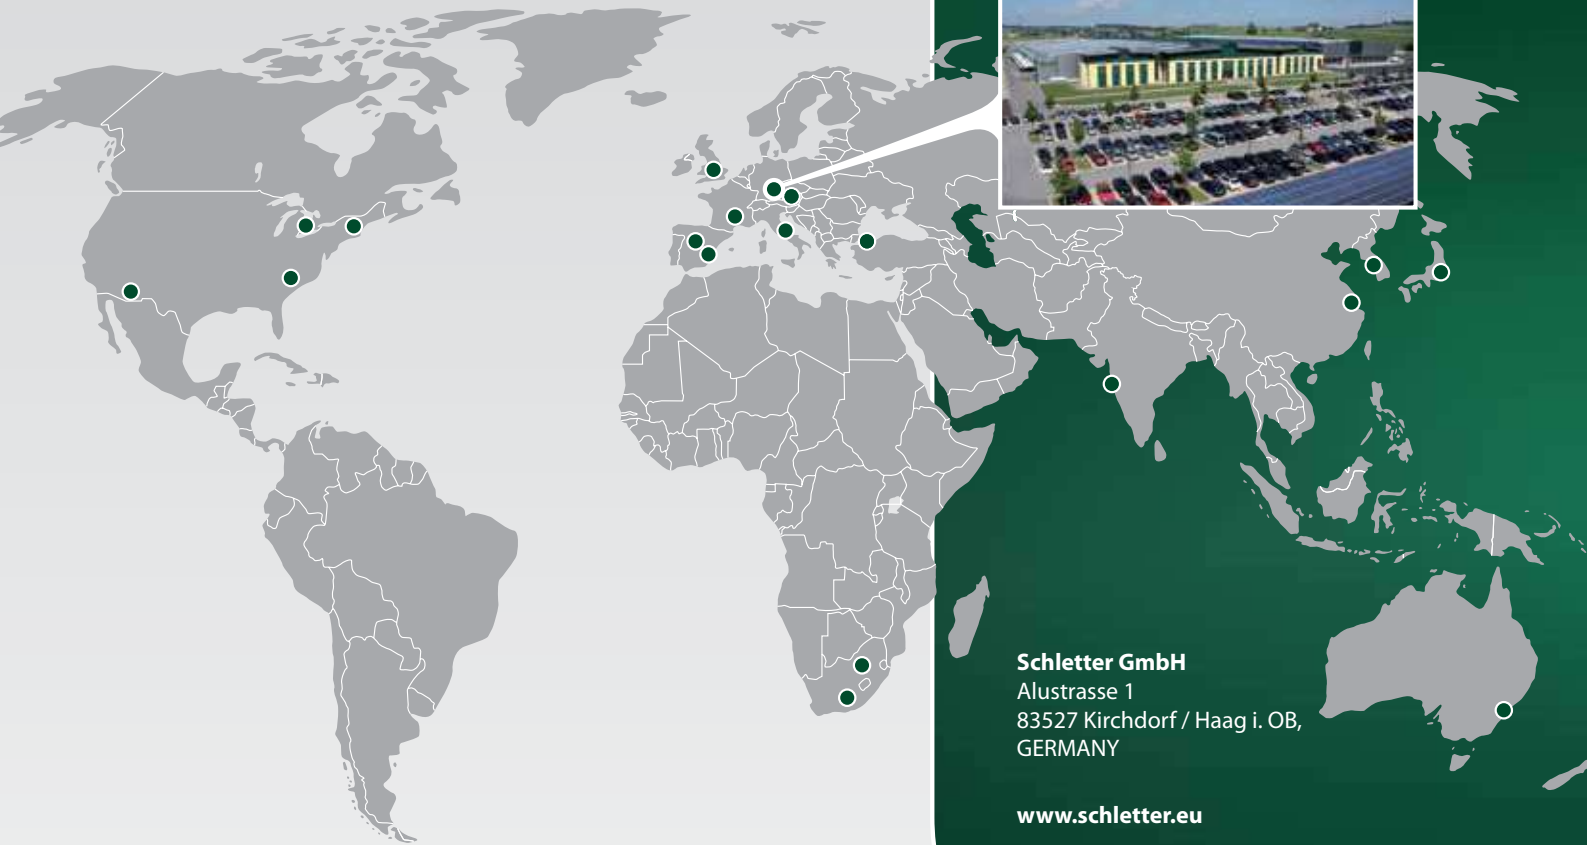 Schletter GmbH
Alustrasse 1
83527 Kirchdorf / Haag i. OB,
GERMANY
www.schletter.eu